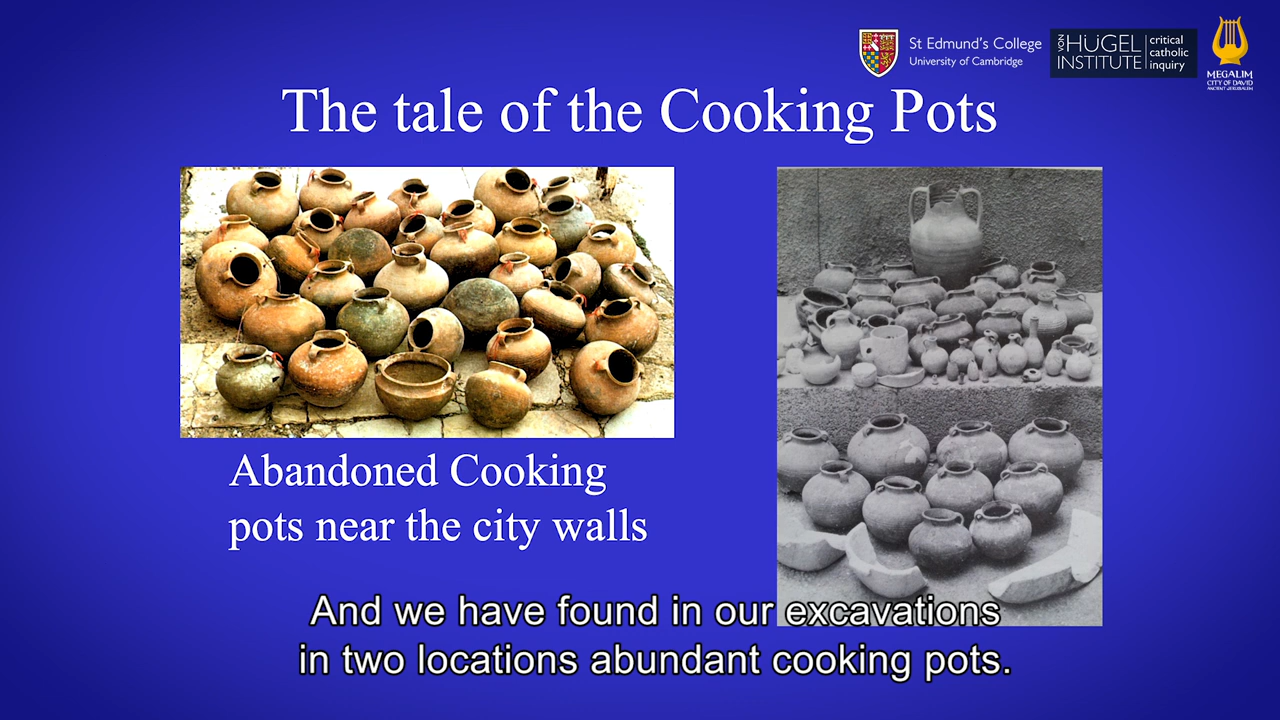 St Edmund's College
University of Cambridge
VON HÜGEL INSTITUTE
critical
catholic
inquiry
MEGALIM
CITY OF DAVID
ANCIENT JERUSALEM
The tale of the Cooking Pots
Abandoned Cooking
pots near the city walls
And we have found in our excavations
in two locations abundant cooking pots.